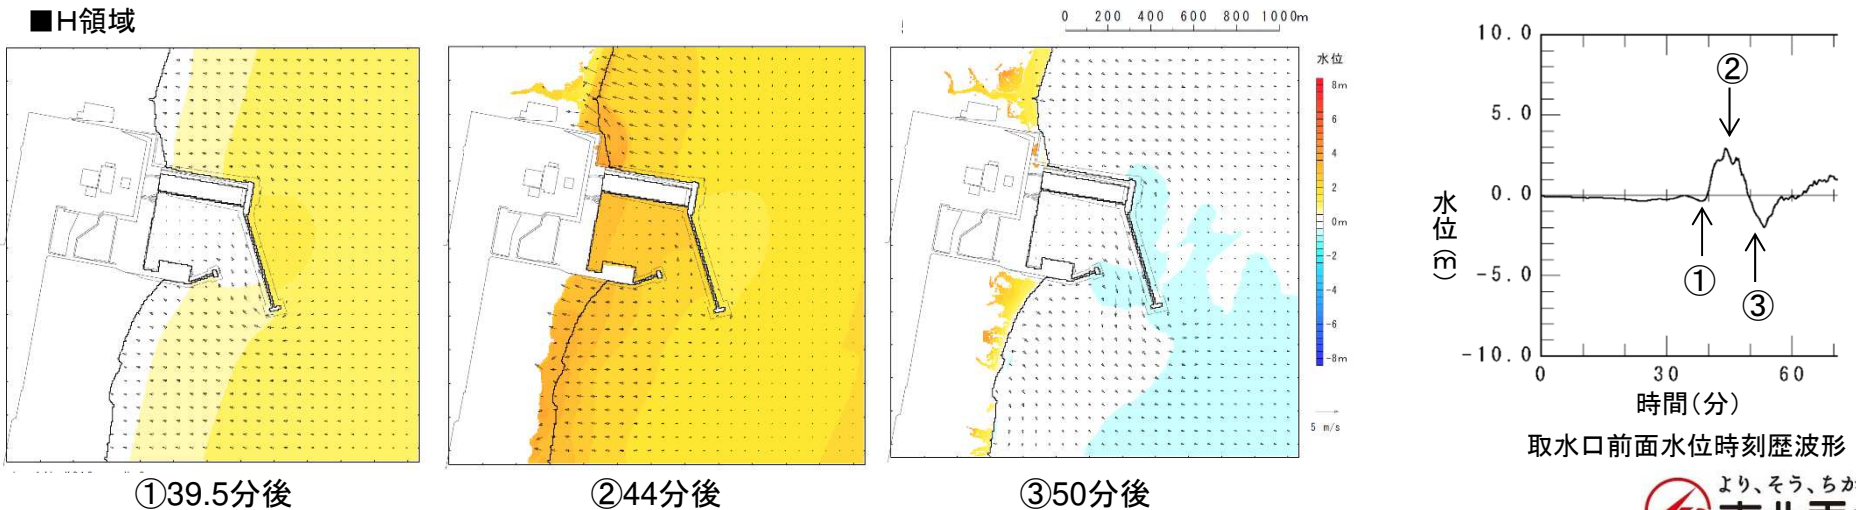 ■H領域
0 200 400 600 800 1000m
水位
8m
6
4
2
0m
-2
-4
-6
-8m
5 m/s
①39.5分後
②44分後
③50分後
10.0
5.0
0.0
-5.0
-10.0
水位(m)
①
②
③
0 30 60
時間(分)
取水口前面水位時刻歴波形
より、そう、ちか